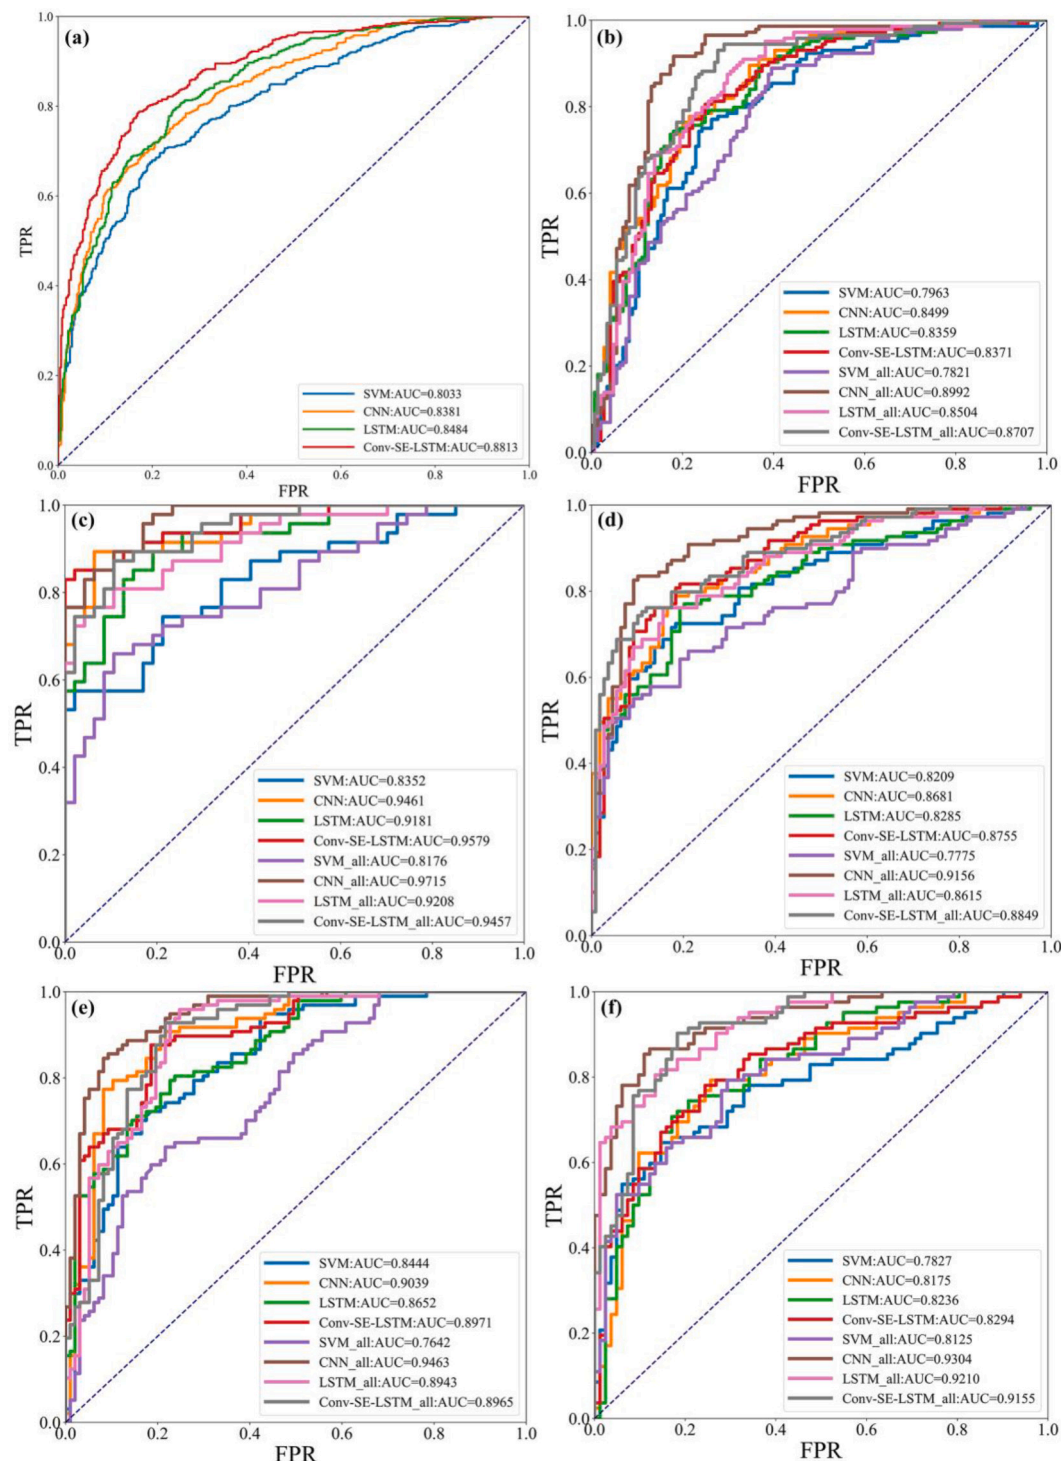 (a)
1.0
0.8
0.6
0.4
0.2
0.0
TPR
SVM:AUC=0.8033
CNN:AUC=0.8381
LSTM:AUC=0.8484
Conv-SE-LSTM:AUC=0.8813
0.0 0.2 0.4 0.6 0.8 1.0
FPR
(b)
1.0
0.8
0.6
0.4
0.2
0.0
TPR
SVM:AUC=0.7963
CNN:AUC=0.8499
LSTM:AUC=0.8359
Conv-SE-LSTM:AUC=0.8371
SVM_all:AUC=0.7821
CNN_all:AUC=0.8992
LSTM_all:AUC=0.8504
Conv-SE-LSTM_all:AUC=0.8707
0.0 0.2 0.4 0.6 0.8 1.0
FPR
(c)
1.0
0.8
0.6
0.4
0.2
0.0
TPR
SVM:AUC=0.8352
CNN:AUC=0.9461
LSTM:AUC=0.9181
Conv-SE-LSTM:AUC=0.9579
SVM_all:AUC=0.8176
CNN_all:AUC=0.9715
LSTM_all:AUC=0.9208
Conv-SE-LSTM_all:AUC=0.9457
0.0 0.2 0.4 0.6 0.8 1.0
FPR
(d)
1.0
0.8
0.6
0.4
0.2
0.0
TPR
SVM:AUC=0.8209
CNN:AUC=0.8681
LSTM:AUC=0.8285
Conv-SE-LSTM:AUC=0.8755
SVM_all:AUC=0.7775
CNN_all:AUC=0.9156
LSTM_all:AUC=0.8615
Conv-SE-LSTM_all:AUC=0.8849
0.0 0.2 0.4 0.6 0.8 1.0
FPR
(e)
1.0
0.8
0.6
0.4
0.2
0.0
TPR
SVM:AUC=0.8444
CNN:AUC=0.9039
LSTM:AUC=0.8652
Conv-SE-LSTM:AUC=0.8971
SVM_all:AUC=0.7642
CNN_all:AUC=0.9463
LSTM_all:AUC=0.8943
Conv-SE-LSTM_all:AUC=0.8965
0.0 0.2 0.4 0.6 0.8 1.0
FPR
(f)
1.0
0.8
0.6
0.4
0.2
0.0
TPR
SVM:AUC=0.7827
CNN:AUC=0.8175
LSTM:AUC=0.8236
Conv-SE-LSTM:AUC=0.8294
SVM_all:AUC=0.8125
CNN_all:AUC=0.9304
LSTM_all:AUC=0.9210
Conv-SE-LSTM_all:AUC=0.9155
0.0 0.2 0.4 0.6 0.8 1.0
FPR